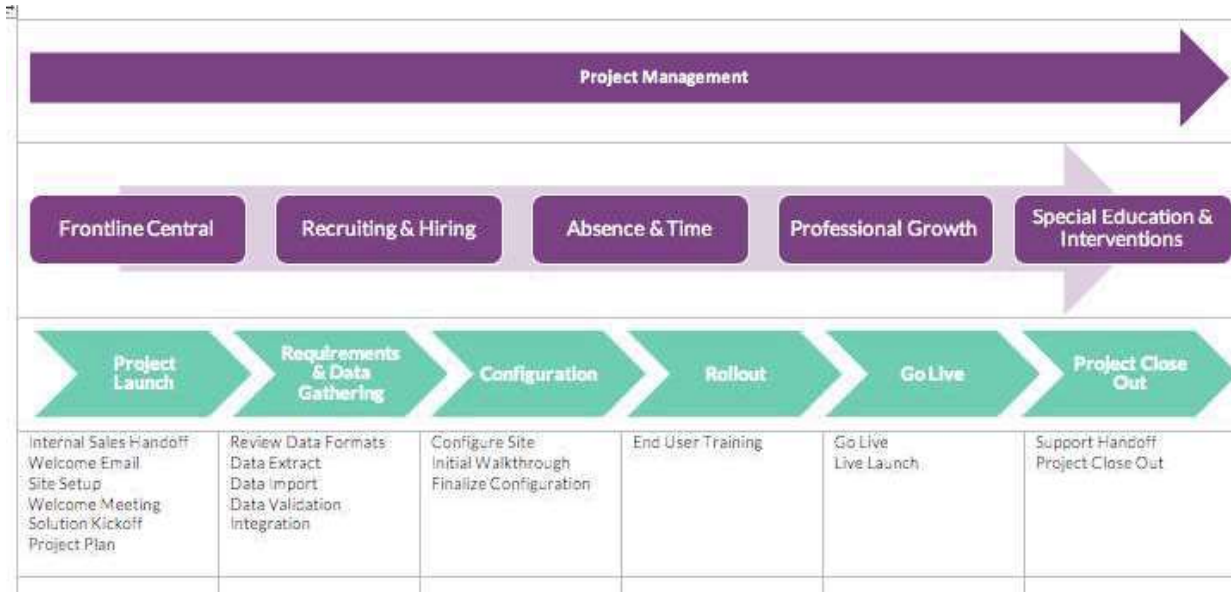 Project Management
Frontline Central
Recruiting & Hiring
Absence & Time
Professional Growth
Special Education &
Interventions
Project
Launch
Requirements
& Data
Gathering
Configuration
Rollout
Go Live
Project Close
Out
Internal Sales Handoff
Welcome Email
Site Setup
Welcome Meeting
Solution Kickoff
Project Plan
Review Data Formats
Data Extract
Data Import
Data Validation
Integration
Configure Site
Initial Walkthrough
Finalize Configuration
End User Training
Go Live
Live Launch
Support Handoff
Project Close Out